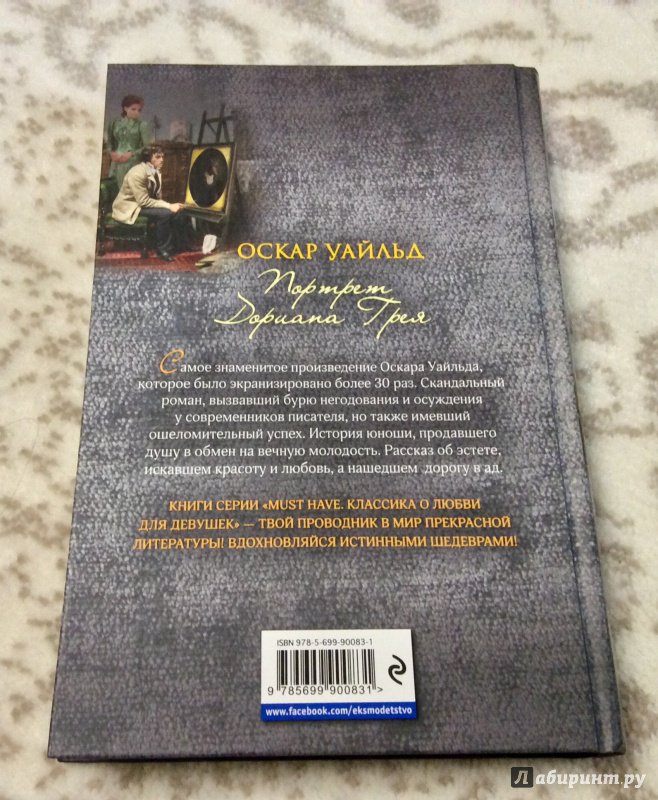 ОСКАР УАЙЛЬД
Портрет
Дориана Грея
Самое знаменитое произведение Оскара Уайльда,
которое было экранизировано более 30 раз. Скандальный
роман, вызвавший бурю негодования и осуждения
у современников писателя, но также имевший
ошеломительный успех. История юноши, продавшего
душу в обмен на вечную молодость. Рассказ об эстете,
искавшем красоту и любовь, а нашедшем дорогу в ад.
КНИГИ СЕРИИ «MUST HAVE. КЛАССИКА О ЛЮБВИ
ДЛЯ ДЕВУШЕК» — ТВОЙ ПРОВОДНИК В МИР ПРЕКРАСНОЙ
ЛИТЕРАТУРЫ! ВДОХНОВЛЯЙСЯ ИСТИННЫМИ ШЕДЕВРАМИ!
ISBN 978-5-699-90083-1
9 785699 900831 >
www.facebook.com/eksmodetstvo
Лабиринт.ру